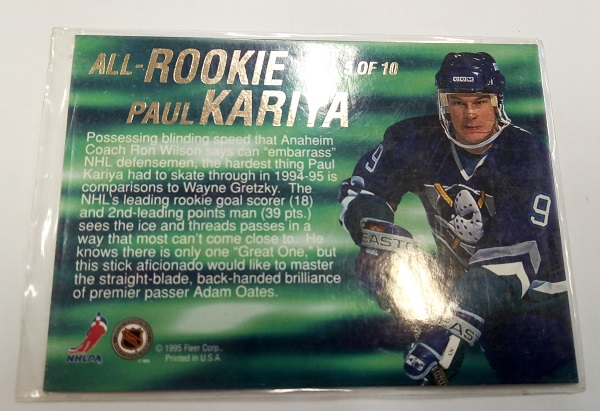 ALL-ROOKIE OF 10
PAUL KARIYA
Possessing blinding speed that Anaheim
Coach Ron Wilson says can "embarrass"
NHL defensemen, the hardest thing Paul
Kariya had to skate through in 1994-95 is
comparisons to Wayne Gretzky. The
NHL's leading rookie goal scorer (18)
and 2nd-leading points man (39 pts.)
sees the ice and threads passes in a
way that most can't come close to. He
knows there is only one "Great One," but
this stick aficionado would like to master
the straight-blade, back-handed brilliance
of premier passer Adam Oates.
NHLPA
© 1995 Fleer Corp.,
Printed in U.S.A.
CCM
9
9
EASTO
EAST